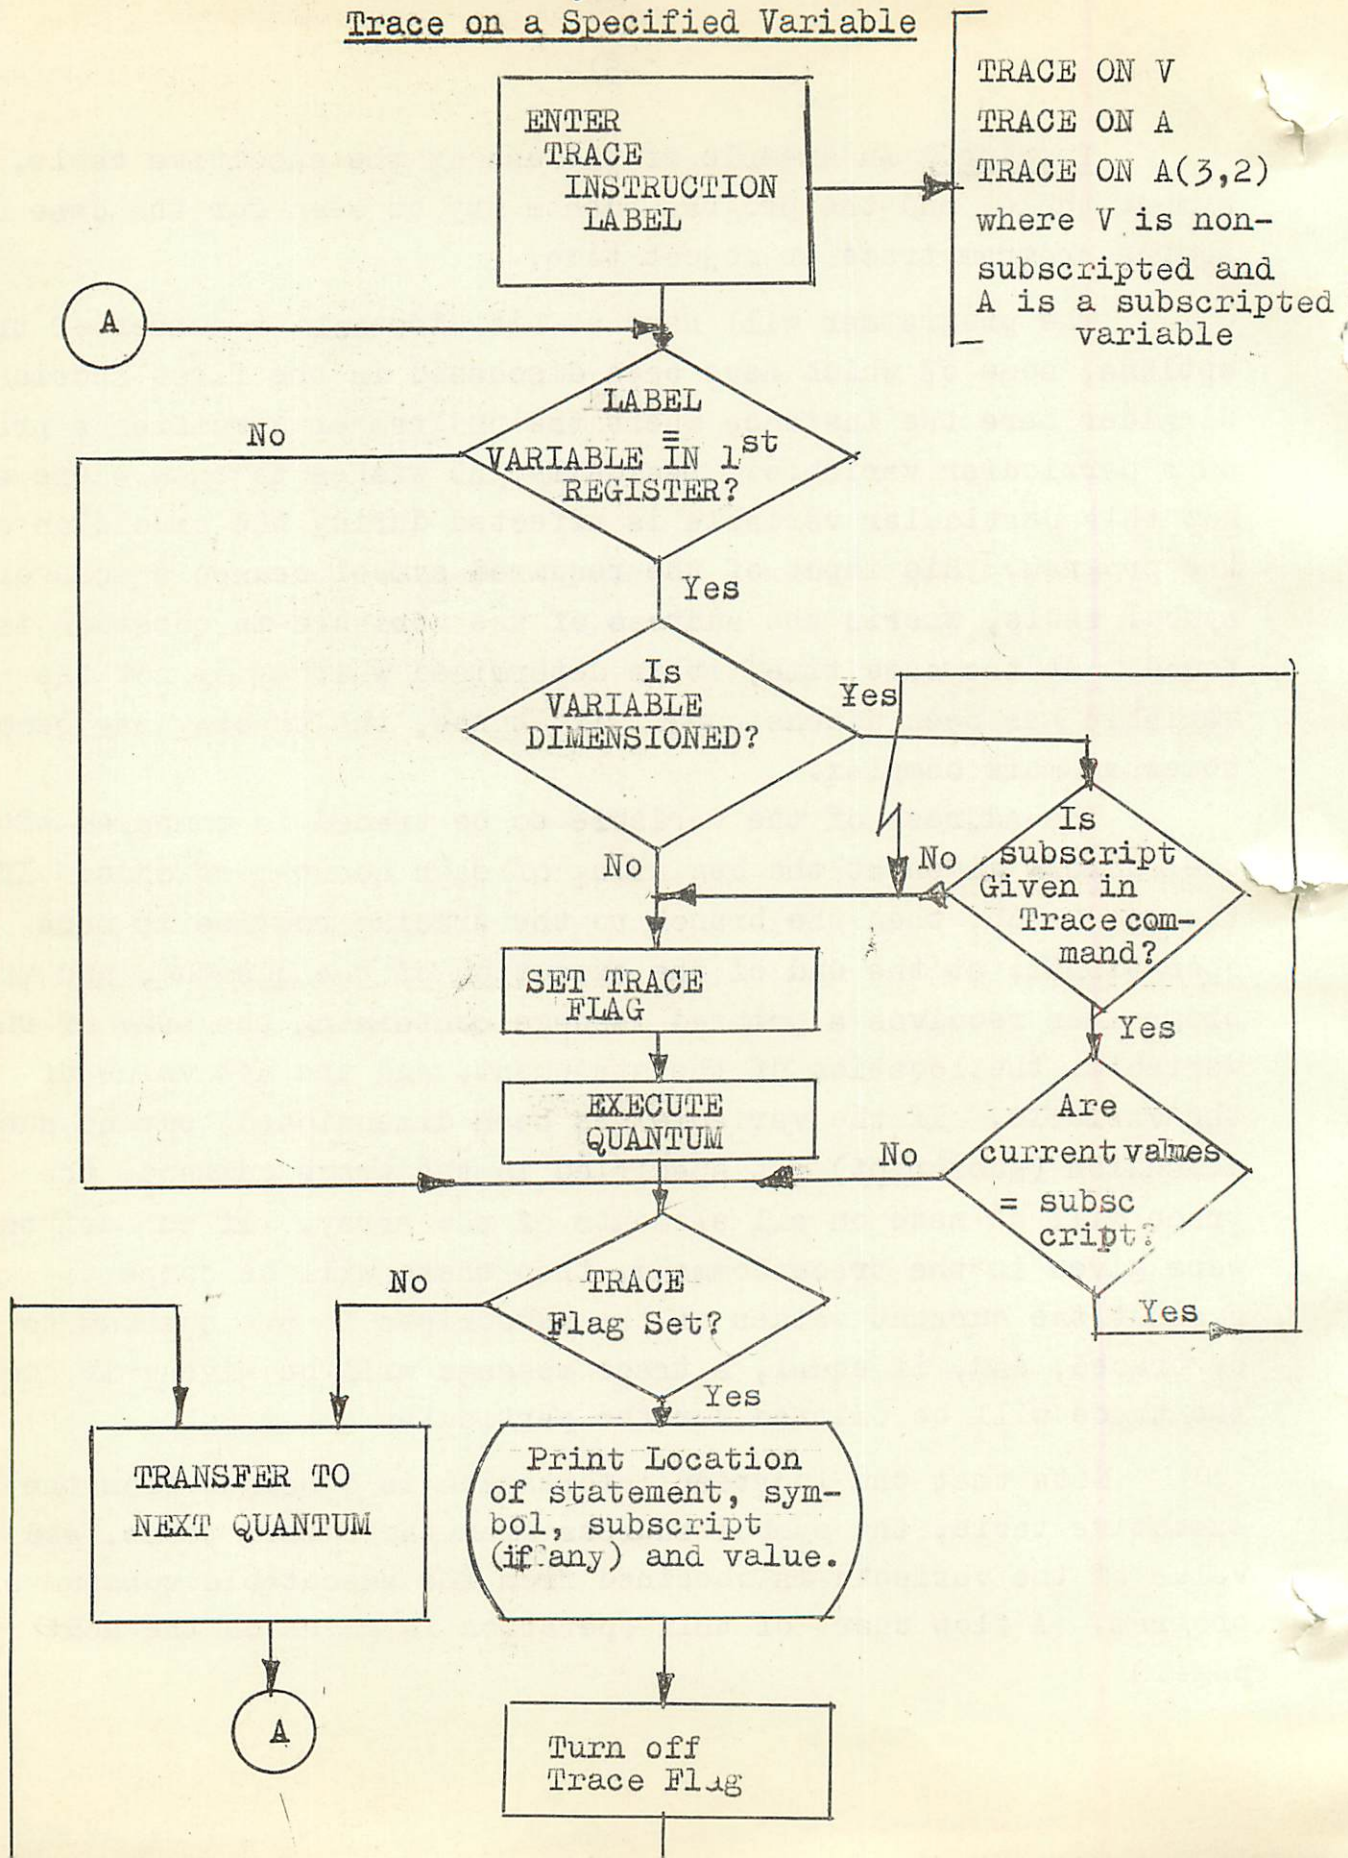 Trace on a Specified Variable
ENTER
TRACE
INSTRUCTION
LABEL
TRACE ON V
TRACE ON A
TRACE ON A(3,2)
where V is non-
subscripted and
A is a subscripted
variable
A
LABEL
=
VARIABLE IN 1st
REGISTER?
No
Yes
Is
VARIABLE
DIMENSIONED?
Yes
No
Is
subscript
Given in
Trace com-
mand?
No
Yes
SET TRACE
FLAG
EXECUTE
QUANTUM
Are
current values
= subsc
cript?
No
Yes
TRACE
Flag Set?
No
Yes
TRANSFER TO
NEXT QUANTUM
Print Location
of statement, sym-
bol, subscript
(if any) and value.
A
Turn off
Trace Flag